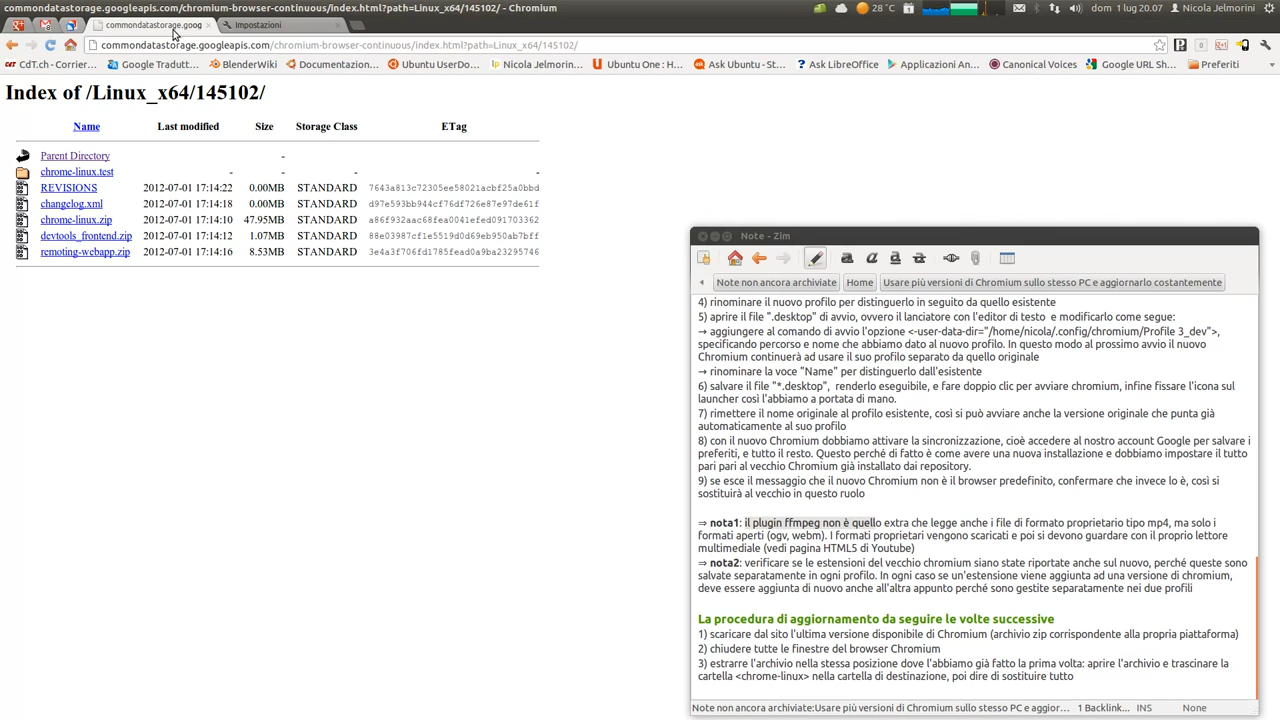 commondatastorage.googleapis.com/chromium-browser-continuous/index.html?path=Linux_x64/145102/ - Chromium
28 °C
dom 1 lug 20.07
Nicola Jelmorini
commondatastorage.goog
Impostazioni
commondatastorage.googleapis.com/chromium-browser-continuous/index.html?path=Linux_x64/145102/
CdT.ch - Corrier...
Google Tradutt...
BlenderWiki
Documentazion...
Ubuntu UserDo...
Nicola Jelmorin...
Ubuntu One : H...
Ask Ubuntu - St...
Ask LibreOffice
Applicazioni An...
Canonical Voices
Google URL Sh...
Preferiti
Index of /Linux_x64/145102/
Name Last modified Size Storage Class ETag
Parent Directory -
chrome-linux.test - - - -
REVISIONS 2012-07-01 17:14:22 0.00MB STANDARD 7643a813c72305ee58021acbf25a0bbd
changelog.xml 2012-07-01 17:14:18 0.00MB STANDARD d97e593bb944cf76df726e87e97de61f
chrome-linux.zip 2012-07-01 17:14:10 47.95MB STANDARD a86f932aac68fea0041efed091703362
devtools_frontend.zip 2012-07-01 17:14:12 1.07MB STANDARD 88e03987cf1e5519d0d69eb950ab7bff
remoting-webapp.zip 2012-07-01 17:14:16 8.53MB STANDARD 3e4a3f706fd1785fead0a9ba23295746
Note - Zim
Note non ancora archiviate
Home
Usare più versioni di Chromium sullo stesso PC e aggiornarlo costantemente
4) rinominare il nuovo profilo per distinguerlo in seguito da quello esistente
5) aprire il file ".desktop" di avvio, ovvero il lanciatore con l'editor di testo e modificarlo come segue:
→ aggiungere al comando di avvio l'opzione <-user-data-dir="/home/nicola/.config/chromium/Profile 3_dev">,
specificando percorso e nome che abbiamo dato al nuovo profilo. In questo modo al prossimo avvio il nuovo
Chromium continuerà ad usare il suo profilo separato da quello originale
→ rinominare la voce "Name" per distinguerlo dall'esistente
6) salvare il file "*.desktop", renderlo eseguibile, e fare doppio clic per avviare chromium, infine fissare l'icona sul
launcher così l'abbiamo a portata di mano.
7) rimettere il nome originale al profilo esistente, così si può avviare anche la versione originale che punta già
automaticamente al suo profilo
8) con il nuovo Chromium dobbiamo attivare la sincronizzazione, cioè accedere al nostro account Google per salvare i
preferiti, e tutto il resto. Questo perché di fatto è come avere una nuova installazione e dobbiamo impostare il tutto
pari pari al vecchio Chromium già installato dai repository.
9) se esce il messaggio che il nuovo Chromium non è il browser predefinito, confermare che invece lo è, così si
sostituirà al vecchio in questo ruolo
⇒ nota1: il plugin ffmpeg non è quello extra che legge anche i file di formato proprietario tipo mp4, ma solo i
formati aperti (ogv, webm). I formati proprietari vengono scaricati e poi si devono guardare con il proprio lettore
multimediale (vedi pagina HTML5 di Youtube)
⇒ nota2: verificare se le estensioni del vecchio chromium siano state riportate anche sul nuovo, perché queste sono
salvate separatamente in ogni profilo. In ogni caso se un'estensione viene aggiunta ad una versione di chromium,
deve essere aggiunta di nuovo anche all'altra appunto perché sono gestite separatamente nei due profili
La procedura di aggiornamento da seguire le volte successive
1) scaricare dal sito l'ultima versione disponibile di Chromium (archivio zip corrispondente alla propria piattaforma)
2) chiudere tutte le finestre del browser Chromium
3) estrarre l'archivio nella stessa posizione dove l'abbiamo già fatto la prima volta: aprire l'archivio e trascinare la
cartella <chrome-linux> nella cartella di destinazione, poi dire di sostituire tutto
Note non ancora archiviate:Usare più versioni di Chromium sullo stesso PC e aggior...
1 Backlink...
INS
None